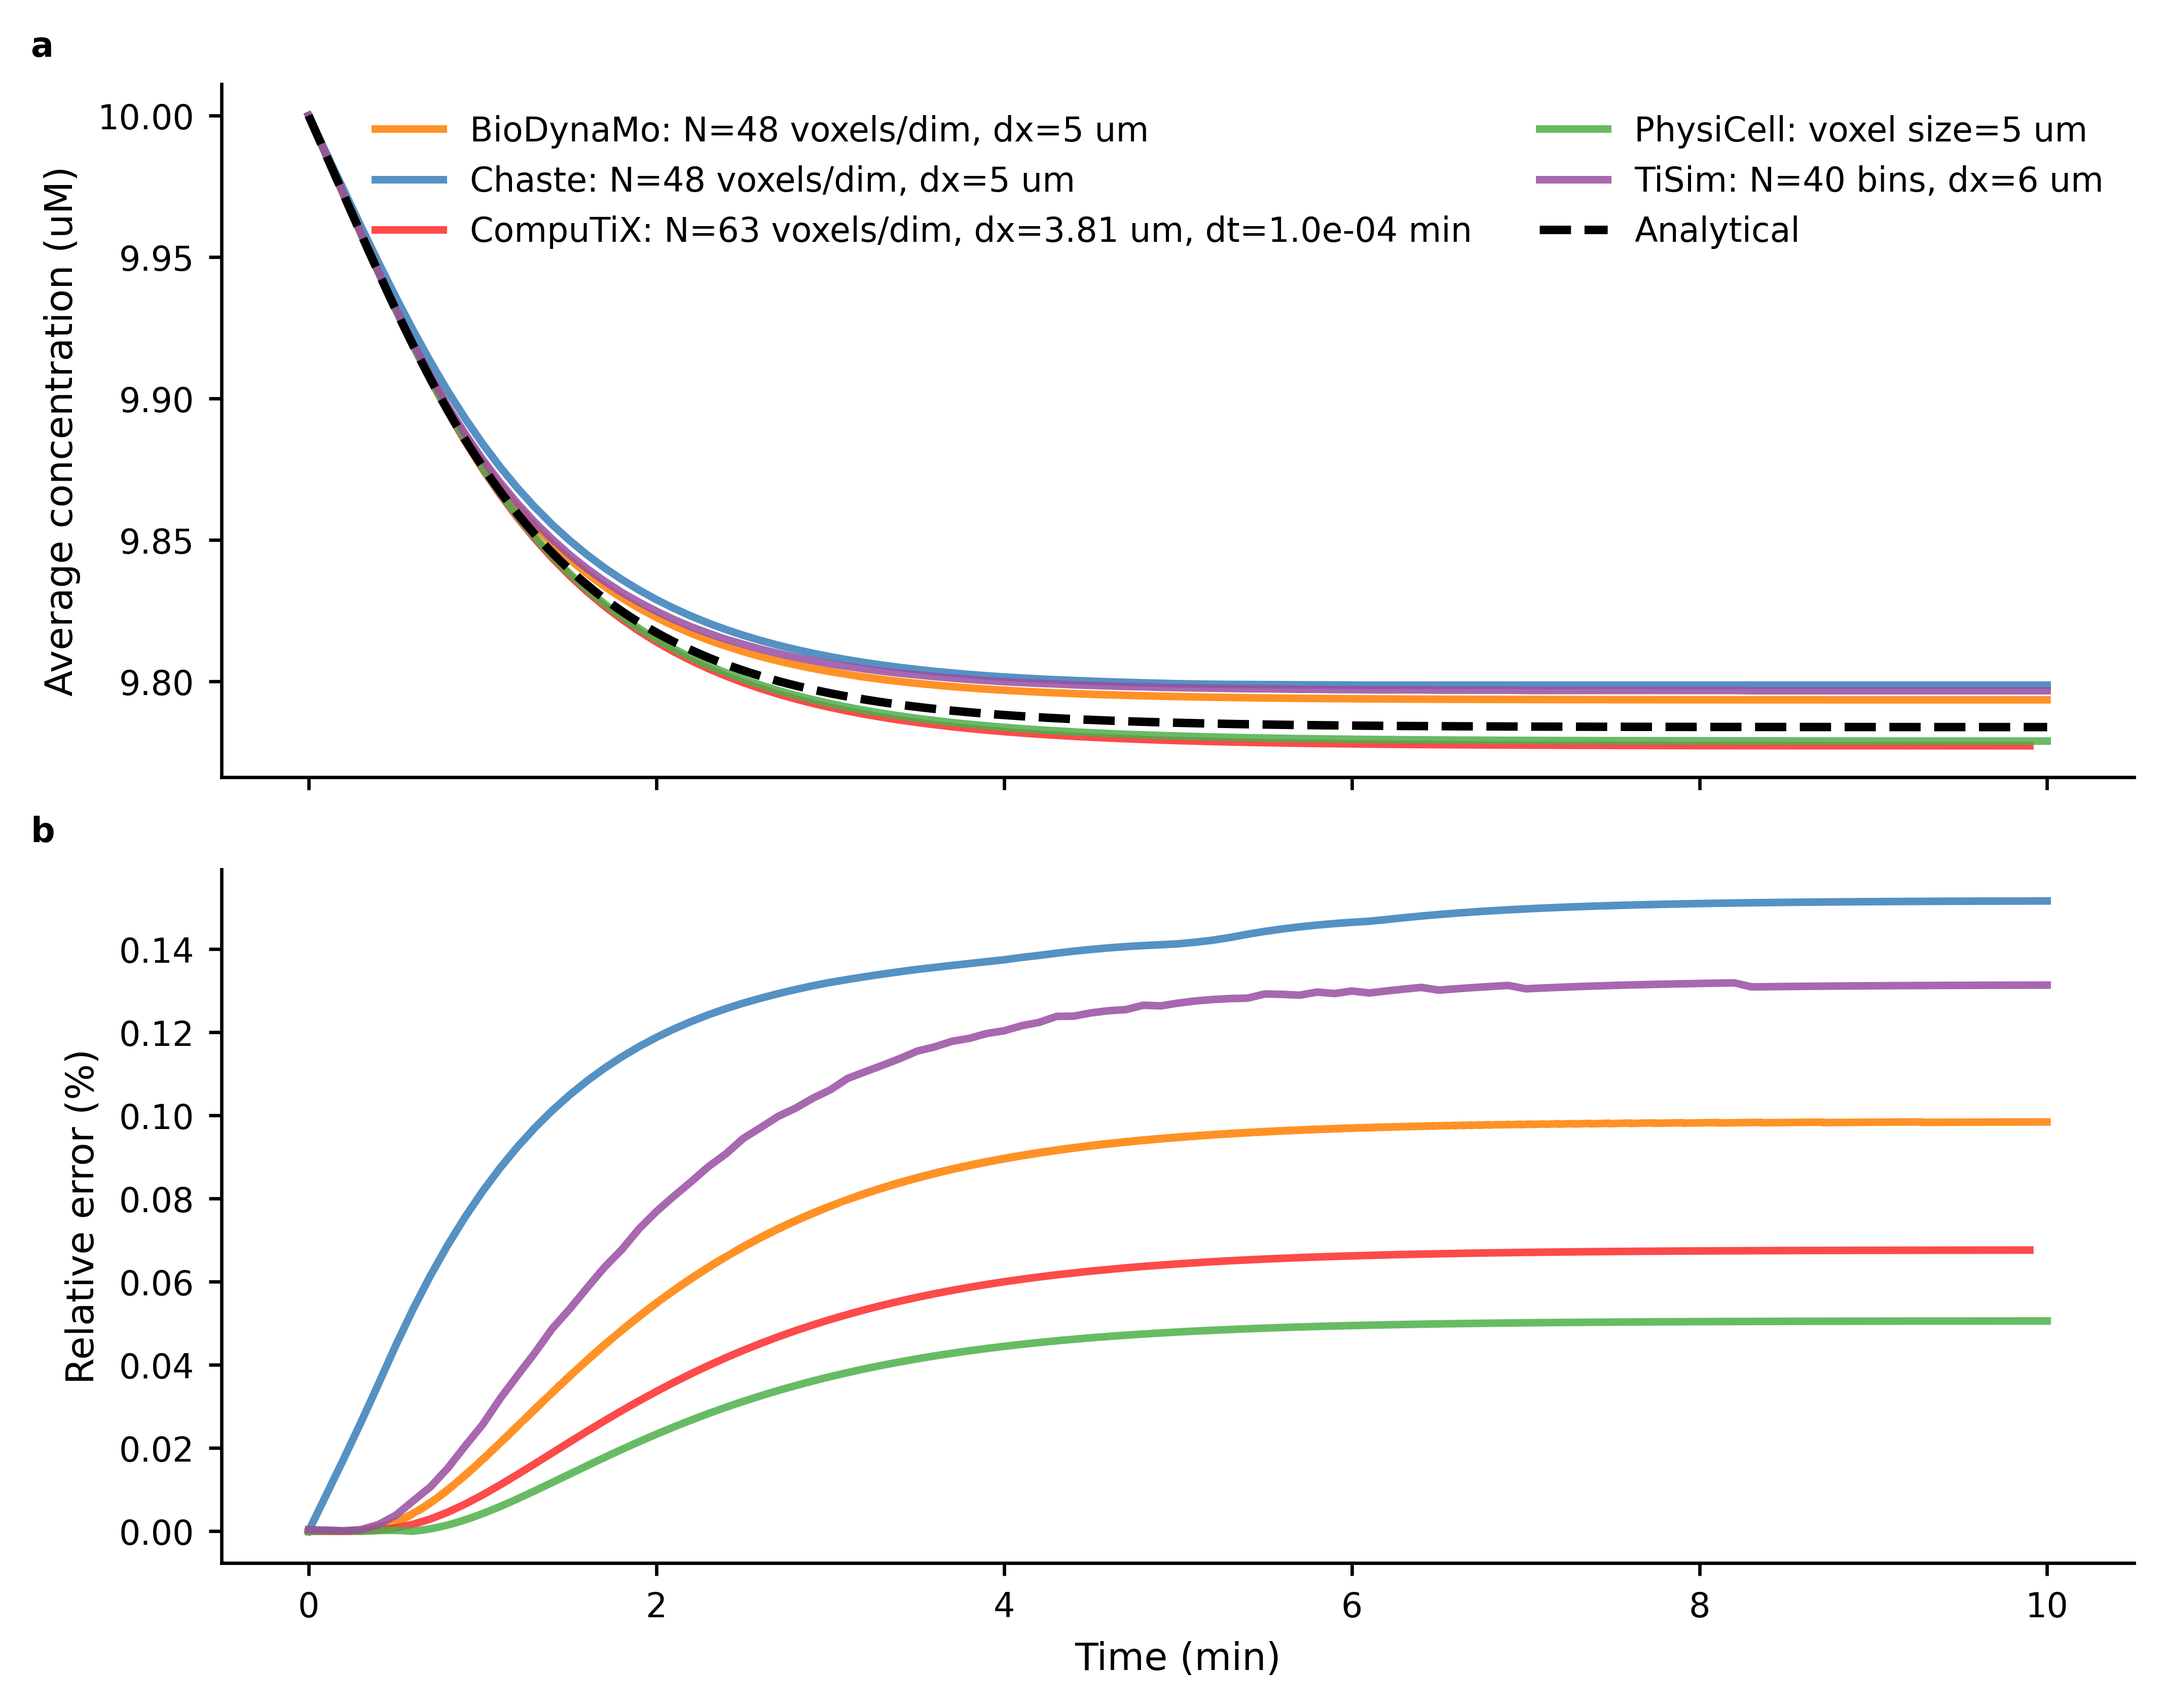 a
Average concentration (uM)
10.00
9.95
9.90
9.85
9.80
BioDynaMo: N=48 voxels/dim, dx=5 um
Chaste: N=48 voxels/dim, dx=5 um
CompuTiX: N=63 voxels/dim, dx=3.81 um, dt=1.0e-04 min
PhysiCell: voxel size=5 um
TiSim: N=40 bins, dx=6 um
Analytical
b
Relative error (%)
0.14
0.12
0.10
0.08
0.06
0.04
0.02
0.00
0 2 4 6 8 10
Time (min)